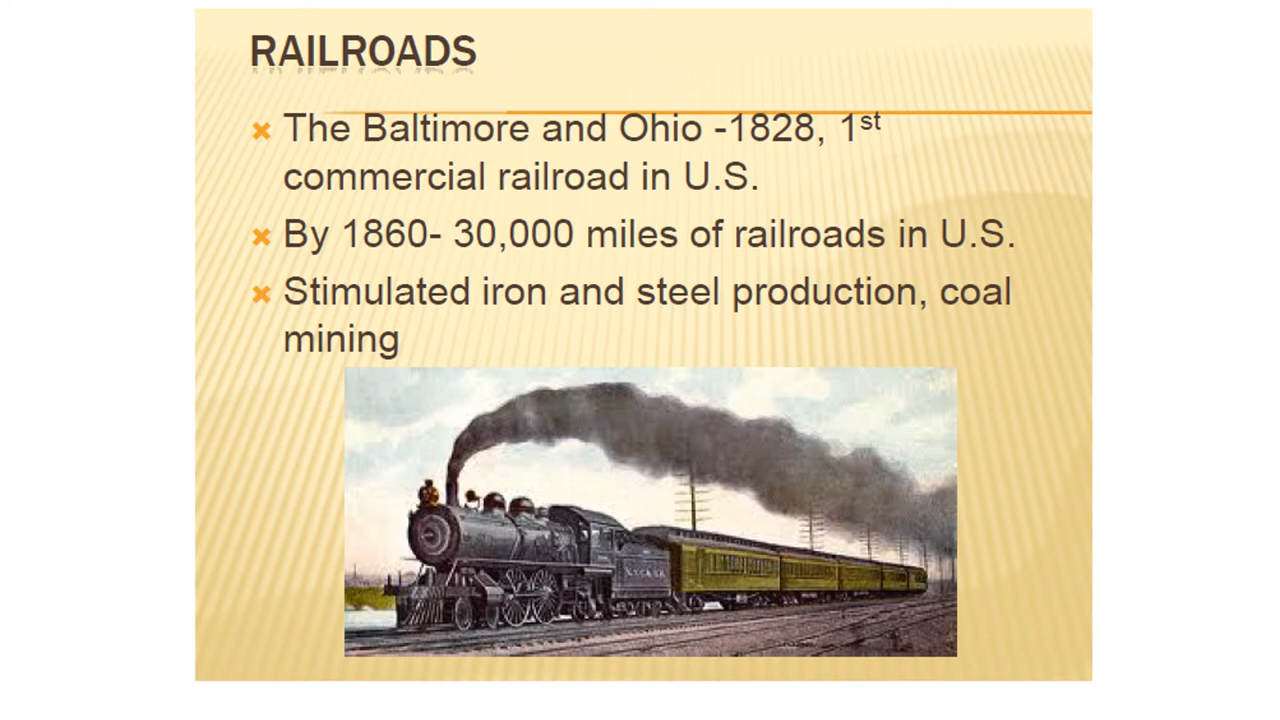 RAILROADS
The Baltimore and Ohio -1828, 1st
commercial railroad in U.S.
By 1860- 30,000 miles of railroads in U.S.
Stimulated iron and steel production, coal
mining